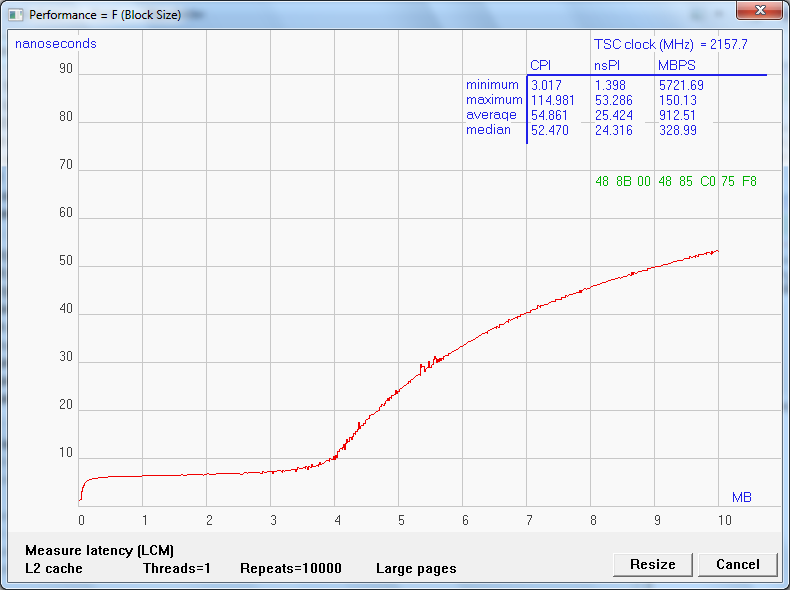 Performance = F (Block Size)
nanoseconds
TSC clock (MHz) = 2157.7
CPI nsPI MBPS
minimum 3.017 1.398 5721.69
maximum 114.981 53.286 150.13
average 54.861 25.424 912.51
median 52.470 24.316 328.99
48 8B 00 48 85 C0 75 F8
90
80
70
60
50
40
30
20
10
MB
0 1 2 3 4 5 6 7 8 9 10
Measure latency (LCM)
L2 cache Threads=1 Repeats=10000 Large pages
Resize Cancel